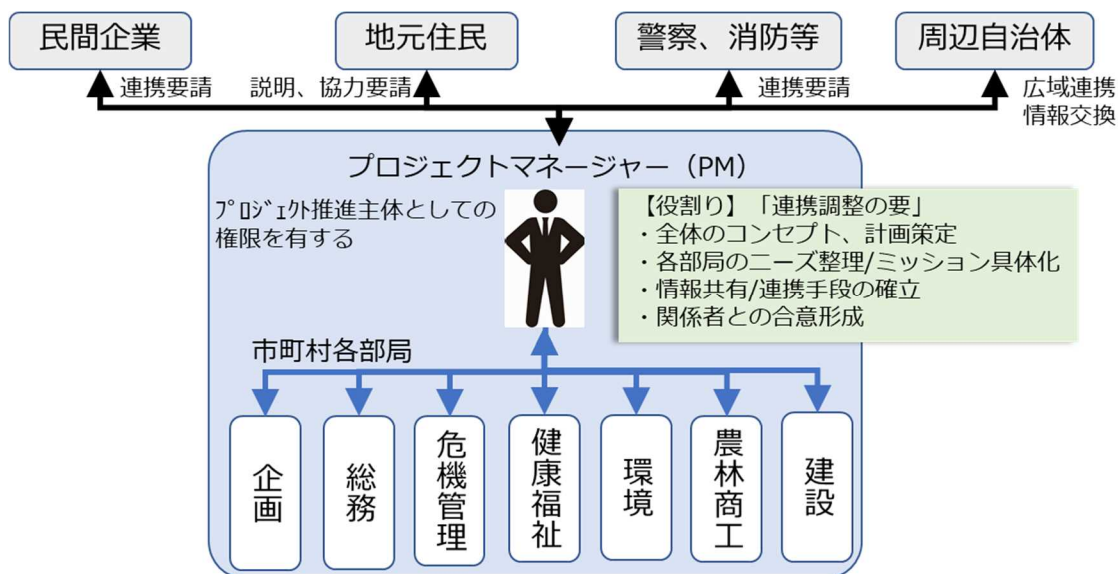 民間企業
地元住民
警察、消防等
周辺自治体
連携要請
説明、協力要請
連携要請
広域連携
情報交換
プロジェクトマネージャー（PM）
ﾌﾟﾛｼﾞｪｸﾄ推進主体としての
権限を有する
【役割り】「連携調整の要」
・全体のコンセプト、計画策定
・各部局のニーズ整理/ミッション具体化
・情報共有/連携手段の確立
・関係者との合意形成
市町村各部局
企画
総務
危機管理
健康福祉
環境
農林商工
建設